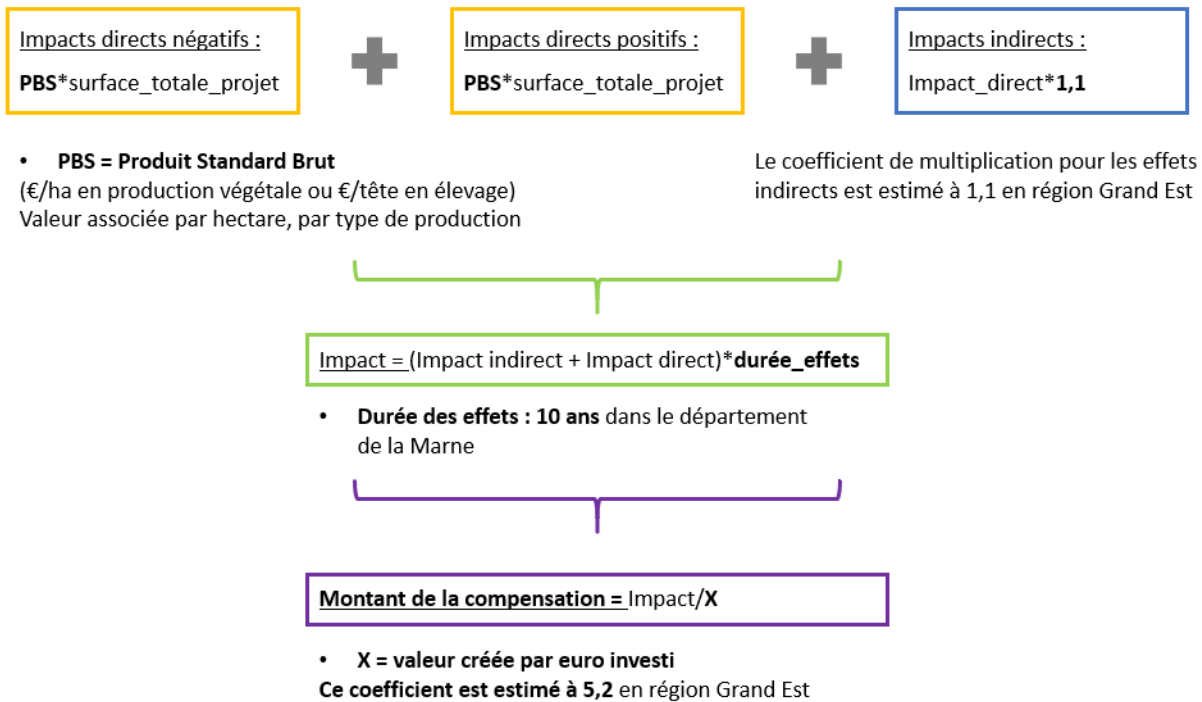 Impacts directs négatifs :
PBS*surface_totale_projet
Impacts directs positifs :
PBS*surface_totale_projet
Impacts indirects :
Impact_direct*1,1
• PBS = Produit Standard Brut
(€/ha en production végétale ou €/tête en élevage)
Valeur associée par hectare, par type de production
Le coefficient de multiplication pour les effets
indirects est estimé à 1,1 en région Grand Est
Impact = (Impact indirect + Impact direct)*durée_effets
• Durée des effets : 10 ans dans le département
de la Marne
Montant de la compensation = Impact/X
• X = valeur créée par euro investi
Ce coefficient est estimé à 5,2 en région Grand Est